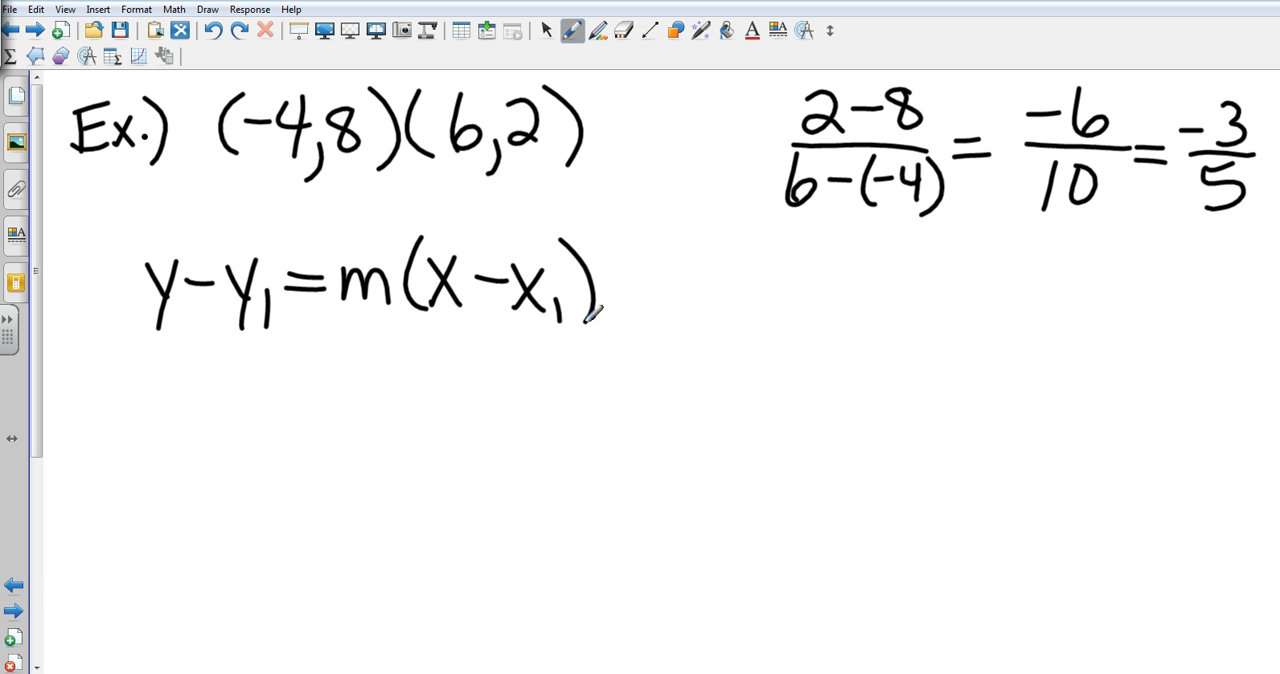 File Edit View Insert Format Math Draw Response Help
Ex.) (-4,8)(6,2)
2-8 / 6-(-4) = -6 / 10 = -3 / 5
y-y₁=m(x-x₁)